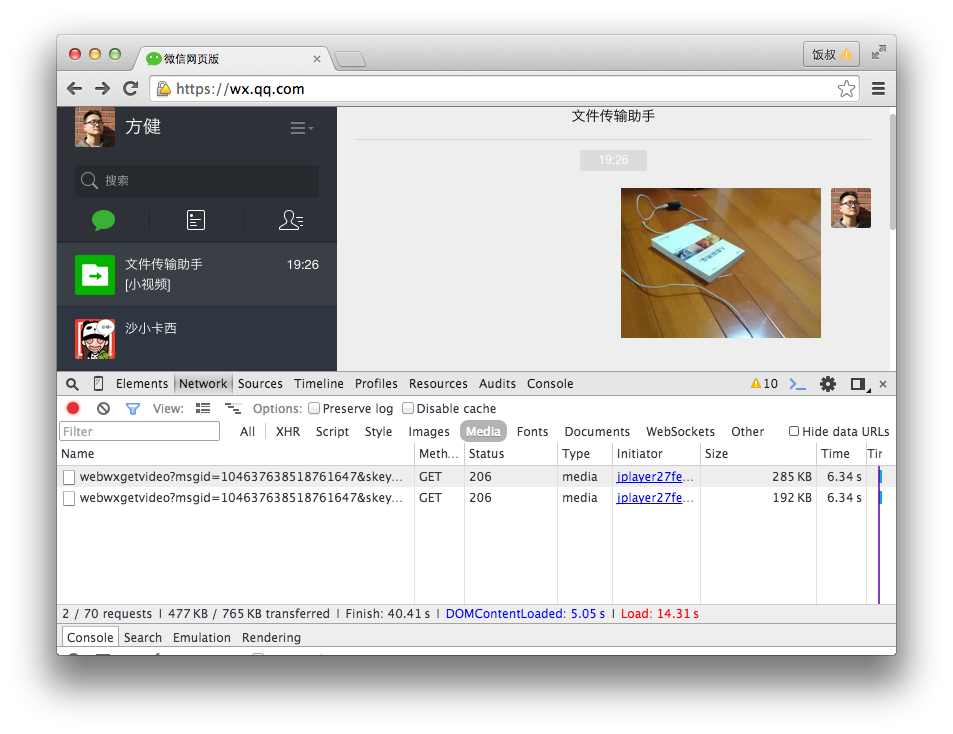 微信网页版
饭叔
https://wx.qq.com
方健
搜索
文件传输助手 19:26
[小视频]
沙小卡西
文件传输助手
19:26
Elements Network Sources Timeline Profiles Resources Audits Console 10
View: Options: Preserve log Disable cache
Filter All XHR Script Style Images Media Fonts Documents WebSockets Other Hide data URLs
Name Meth... Status Type Initiator Size Time Tir
webwxgetvideo?msgid=104637638518761647&skey... GET 206 media jplayer27fe... 285 KB 6.34 s
webwxgetvideo?msgid=104637638518761647&skey... GET 206 media jplayer27fe... 192 KB 6.34 s
2 / 70 requests | 477 KB / 765 KB transferred | Finish: 40.41 s | DOMContentLoaded: 5.05 s | Load: 14.31 s
Console Search Emulation Rendering